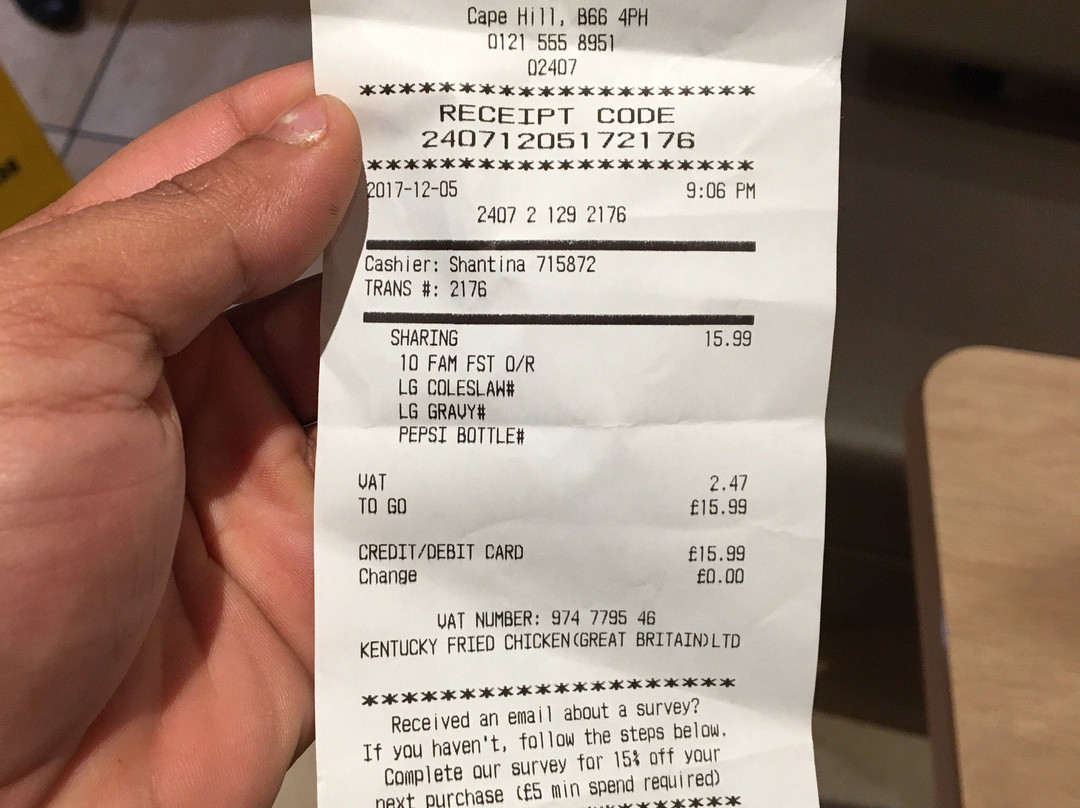 Cape Hill, B66 4PH
0121 555 8951
02407
********************
RECEIPT CODE
24071205172176
********************
2017-12-05 9:06 PM
2407 2 129 2176
Cashier: Shantina 715872
TRANS #: 2176
SHARING 15.99
10 FAM FST O/R
LG COLESLAW#
LG GRAVY#
PEPSI BOTTLE#
VAT 2.47
TO GO £15.99
CREDIT/DEBIT CARD £15.99
Change £0.00
VAT NUMBER: 974 7795 46
KENTUCKY FRIED CHICKEN(GREAT BRITAIN)LTD
********************
Received an email about a survey?
If you haven't, follow the steps below.
Complete our survey for 15% off your
next purchase (£5 min spend required)